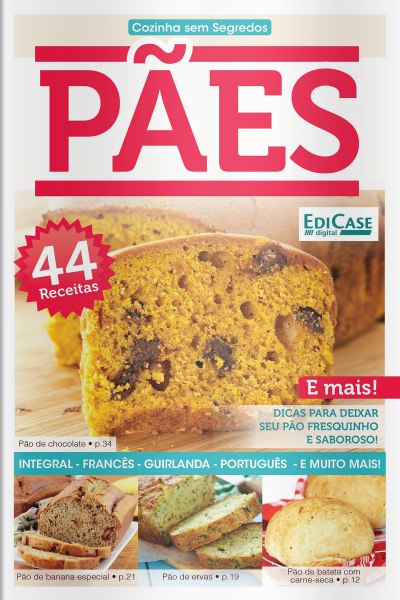 Cozinha sem Segredos
PÃES
EDICASE
digital
44
Receitas
E mais!
DICAS PARA DEIXAR
SEU PÃO FRESQUINHO
E SABOROSO!
Pão de chocolate • p.34
INTEGRAL - FRANCÊS - GUIRLANDA - PORTUGUÊS - E MUITO MAIS!
Pão de banana especial • p.21
Pão de ervas • p.19
Pão de batata com
carne-seca • p.12